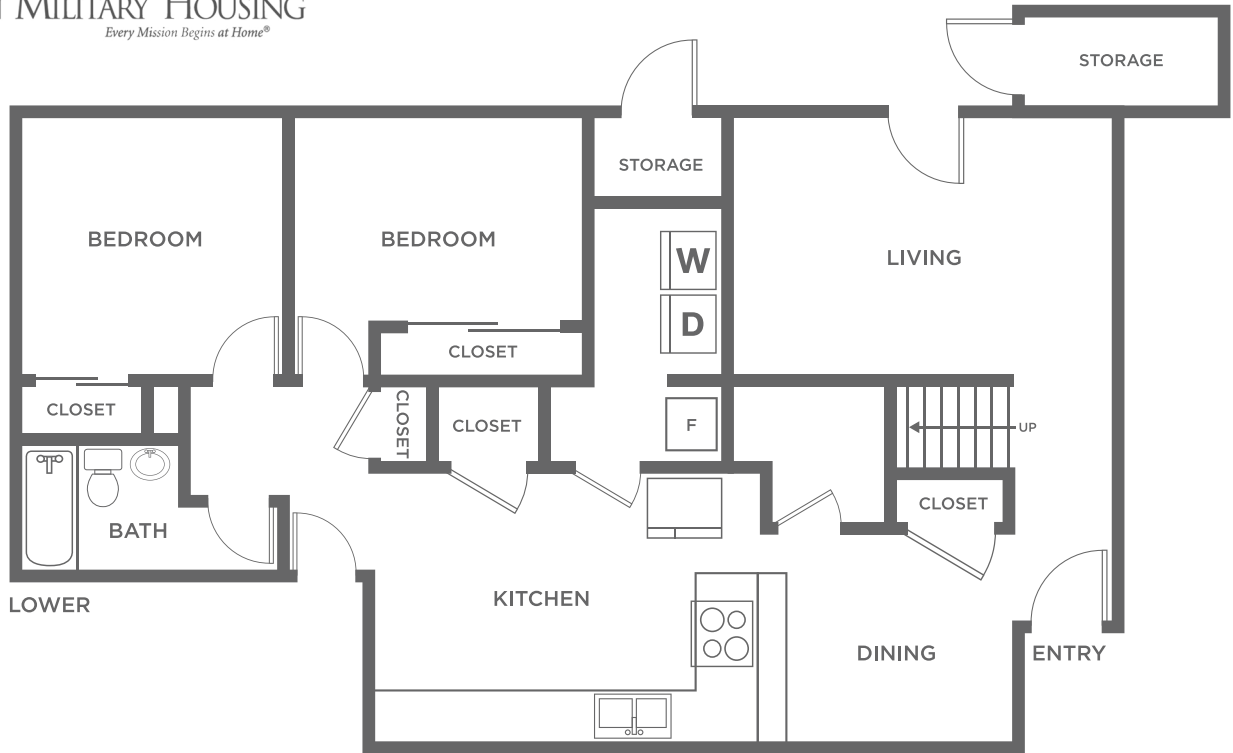 MILITARY HOUSING
Every Mission Begins at Home®
STORAGE
STORAGE
BEDROOM
BEDROOM
LIVING
W
D
CLOSET
CLOSET
CLOSET
CLOSET
F
UP
CLOSET
BATH
LOWER
KITCHEN
DINING
ENTRY